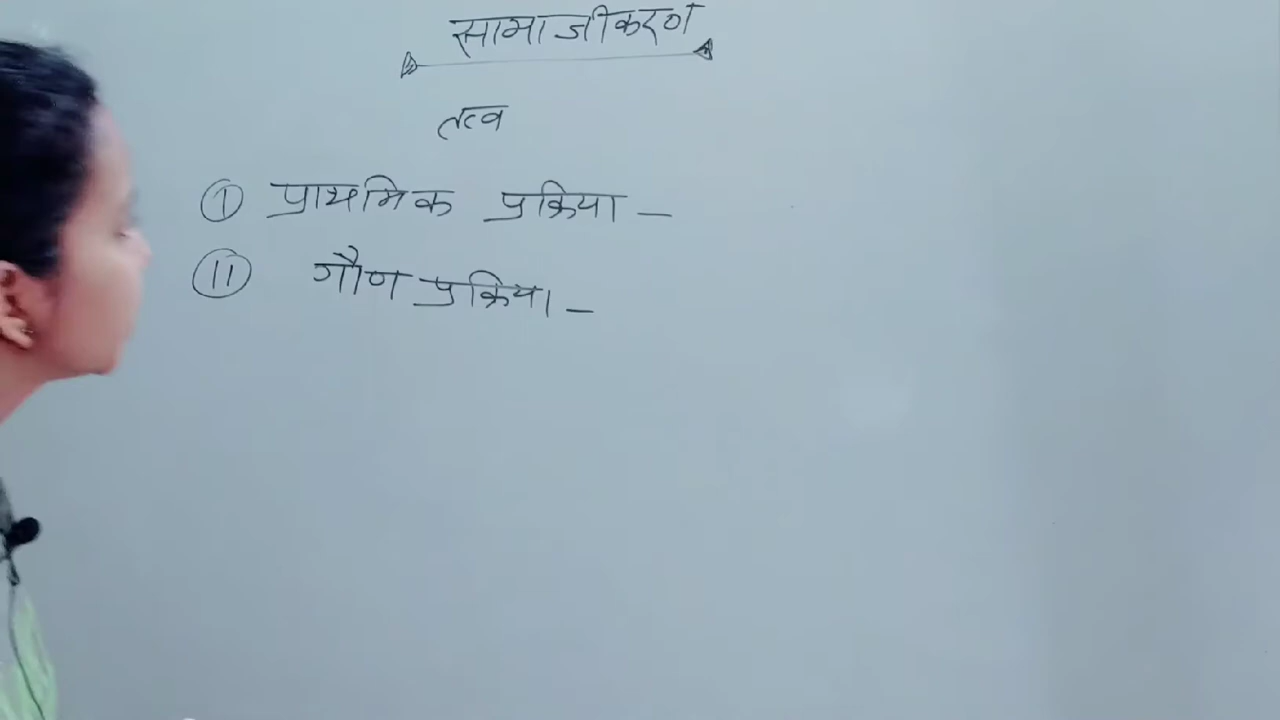 सामाजीकरण
तत्व
① प्राथमिक प्रक्रिया –
⑪ गौण प्रक्रिया –